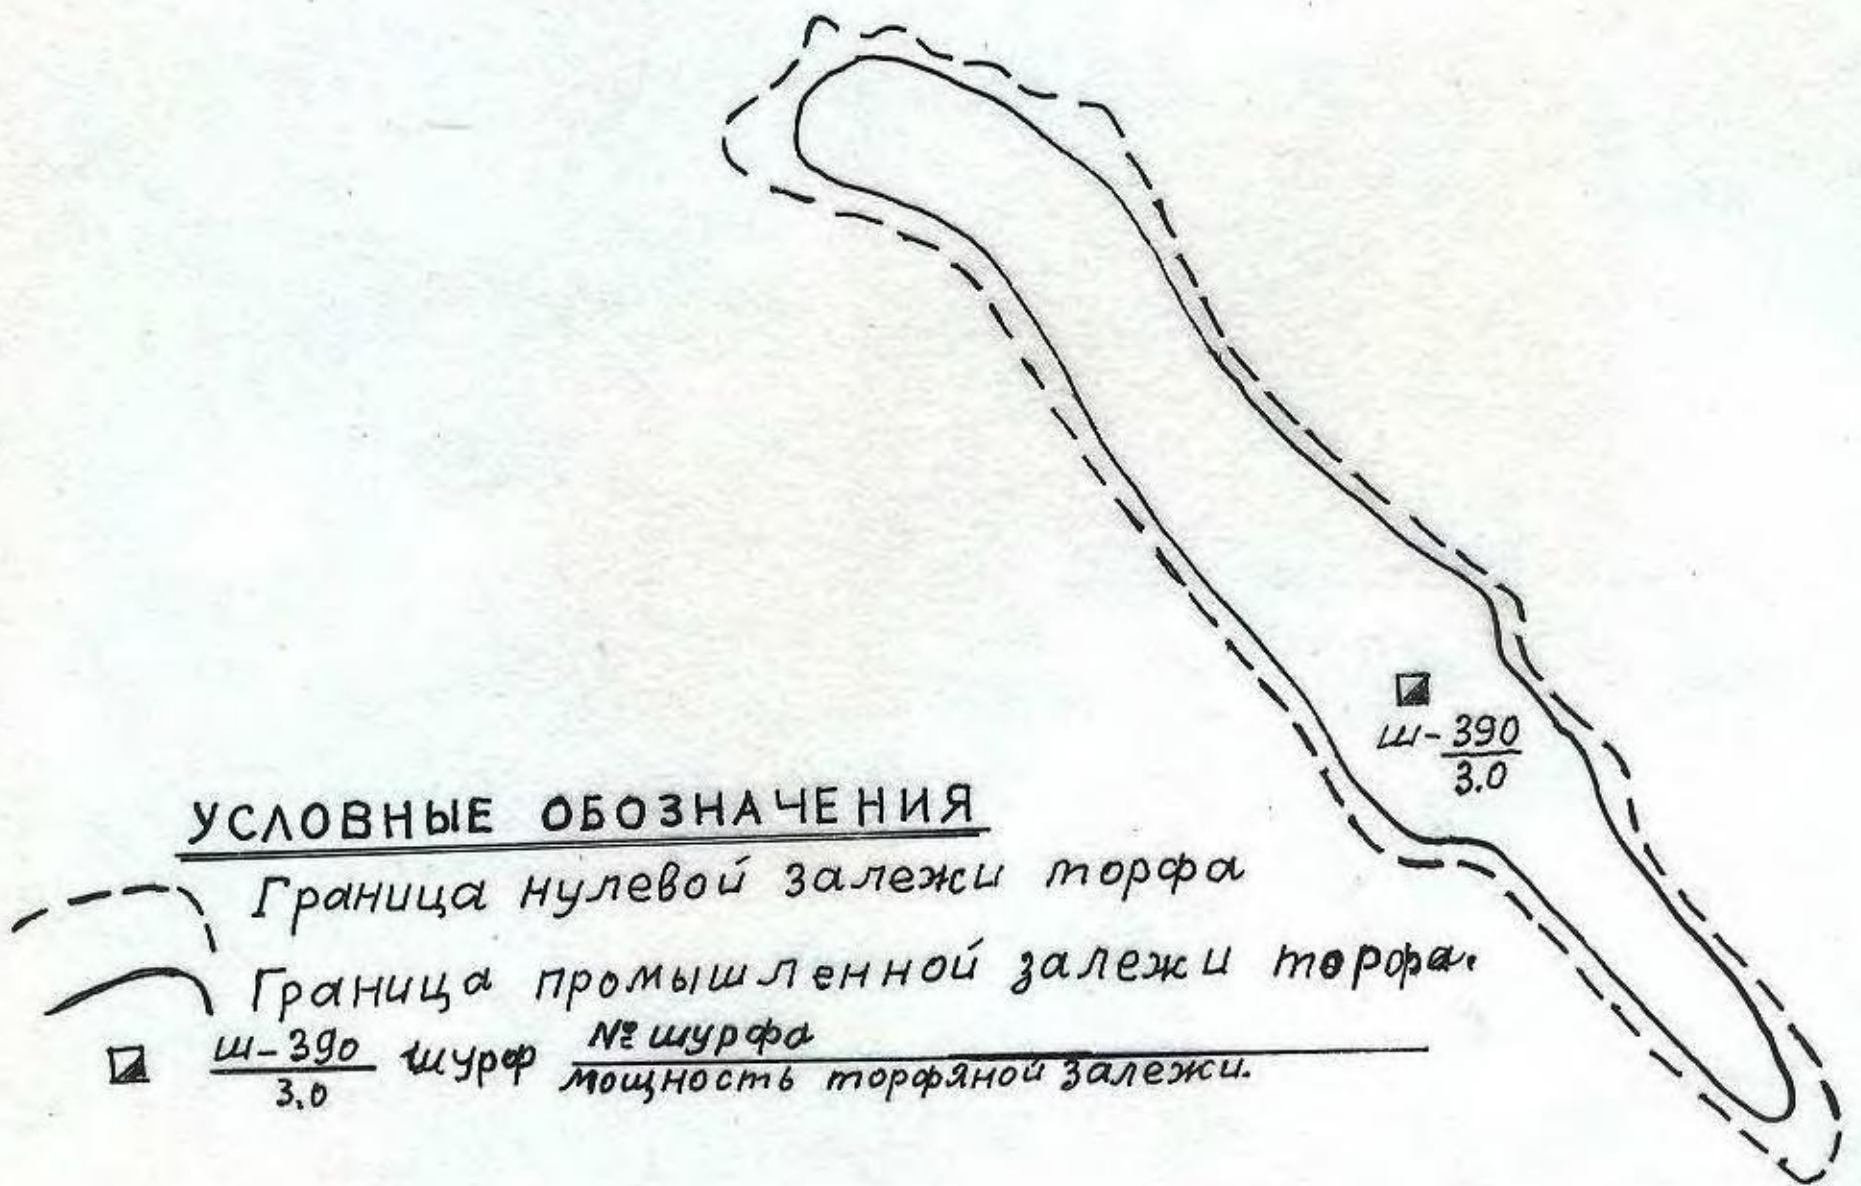 Ш-390
3.0
УСЛОВНЫЕ ОБОЗНАЧЕНИЯ
Граница нулевой залежи торфа
Граница промышленной залежи торфа.
Ш-390 шурф № шурфа
3.0 мощность торфяной залежи.